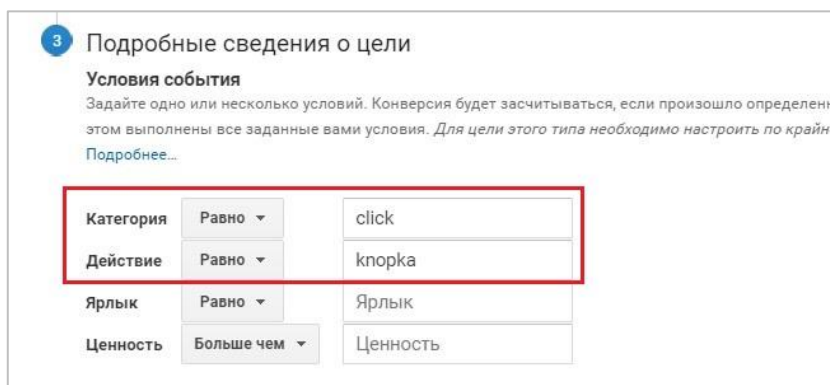 3 Подробные сведения о цели
Условия события
Задайте одно или несколько условий. Конверсия будет засчитываться, если произошло
этом выполнены все заданные вами условия. Для цели этого типа необходимо настроить по
Подробнее...
Категория Равно click
Действие Равно knopka
Ярлык Равно Ярлык
Ценность Больше чем Ценность